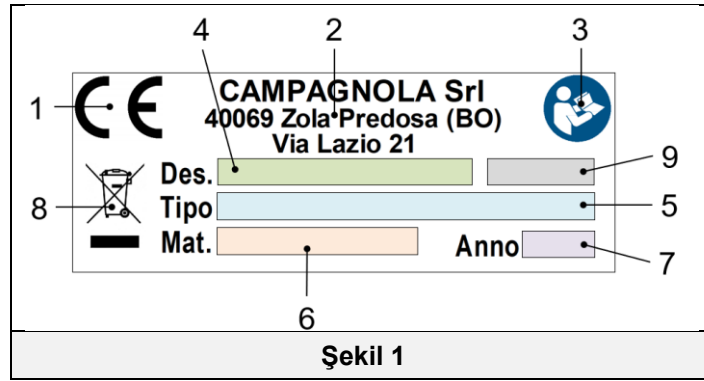 4 2 3
1 CE CAMPAGNOLA Srl
40069 Zola Predosa (BO)
Via Lazio 21
Des. 9
8 Tipo 5
Mat. Anno 7
6
Şekil 1